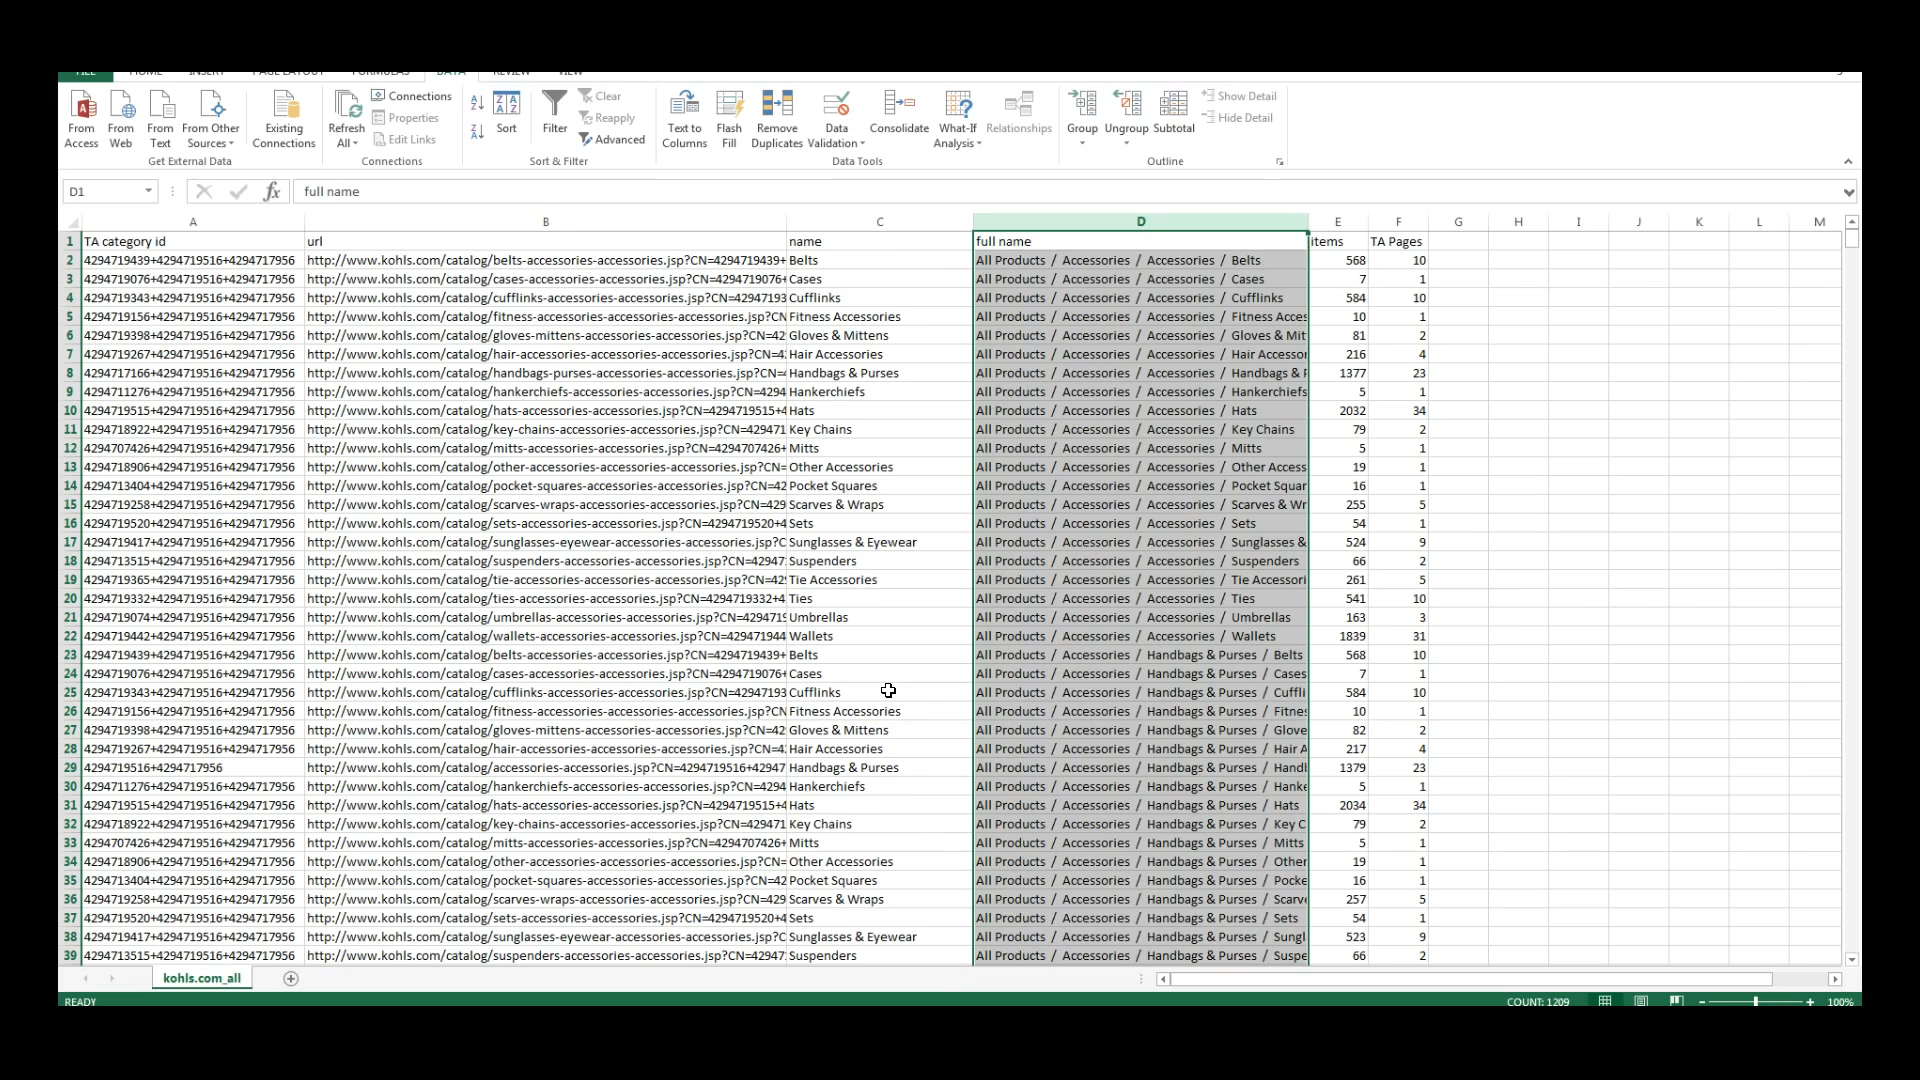 FILE HOME INSERT PAGE LAYOUT FORMULAS DATA REVIEW VIEW
From Access From Web From Text From Other Sources Existing Connections
Get External Data
Refresh All Connections Properties Edit Links
Connections
Sort Filter Clear Reapply Advanced
Sort & Filter
Text to Columns Flash Fill Remove Duplicates Data Validation Consolidate What-If Analysis Relationships
Data Tools
Group Ungroup Subtotal Show Detail Hide Detail
Outline
D1 fx full name
A B C D E F G H I J K L M
1 TA category id url name full name items TA Pages
2 4294719439+4294719516+4294717956 http://www.kohls.com/catalog/belts-accessories-accessories.jsp?CN=4294719439+ Belts All Products / Accessories / Accessories / Belts 568 10
3 4294719076+4294719516+4294717956 http://www.kohls.com/catalog/cases-accessories-accessories.jsp?CN=4294719076+ Cases All Products / Accessories / Accessories / Cases 7 1
4 4294719343+4294719516+4294717956 http://www.kohls.com/catalog/cufflinks-accessories-accessories.jsp?CN=42947193 Cufflinks All Products / Accessories / Accessories / Cufflinks 584 10
5 4294719156+4294719516+4294717956 http://www.kohls.com/catalog/fitness-accessories-accessories-accessories.jsp?CN Fitness Accessories All Products / Accessories / Accessories / Fitness Acces 10 1
6 4294719398+4294719516+4294717956 http://www.kohls.com/catalog/gloves-mittens-accessories-accessories.jsp?CN=42 Gloves & Mittens All Products / Accessories / Accessories / Gloves & Mit 81 2
7 4294719267+4294719516+4294717956 http://www.kohls.com/catalog/hair-accessories-accessories-accessories.jsp?CN=4 Hair Accessories All Products / Accessories / Accessories / Hair Accessor 216 4
8 4294717166+4294719516+4294717956 http://www.kohls.com/catalog/handbags-purses-accessories-accessories.jsp?CN= Handbags & Purses All Products / Accessories / Accessories / Handbags & 1377 23
9 4294711276+4294719516+4294717956 http://www.kohls.com/catalog/hankerchiefs-accessories-accessories.jsp?CN=4294 Hankerchiefs All Products / Accessories / Accessories / Hankerchiefs 5 1
10 4294719515+4294719516+4294717956 http://www.kohls.com/catalog/hats-accessories-accessories.jsp?CN=4294719515+4 Hats All Products / Accessories / Accessories / Hats 2032 34
11 4294718922+4294719516+4294717956 http://www.kohls.com/catalog/key-chains-accessories-accessories.jsp?CN=429471 Key Chains All Products / Accessories / Accessories / Key Chains 79 2
12 4294707426+4294719516+4294717956 http://www.kohls.com/catalog/mitts-accessories-accessories.jsp?CN=4294707426+ Mitts All Products / Accessories / Accessories / Mitts 5 1
13 4294718906+4294719516+4294717956 http://www.kohls.com/catalog/other-accessories-accessories-accessories.jsp?CN= Other Accessories All Products / Accessories / Accessories / Other Access 19 1
14 4294713404+4294719516+4294717956 http://www.kohls.com/catalog/pocket-squares-accessories-accessories.jsp?CN=42 Pocket Squares All Products / Accessories / Accessories / Pocket Squar 16 1
15 4294719258+4294719516+4294717956 http://www.kohls.com/catalog/scarves-wraps-accessories-accessories.jsp?CN=429 Scarves & Wraps All Products / Accessories / Accessories / Scarves & Wr 255 5
16 4294719520+4294719516+4294717956 http://www.kohls.com/catalog/sets-accessories-accessories.jsp?CN=4294719520+4 Sets All Products / Accessories / Accessories / Sets 54 1
17 4294719417+4294719516+4294717956 http://www.kohls.com/catalog/sunglasses-eyewear-accessories-accessories.jsp?C Sunglasses & Eyewear All Products / Accessories / Accessories / Sunglasses & 524 9
18 4294713515+4294719516+4294717956 http://www.kohls.com/catalog/suspenders-accessories-accessories.jsp?CN=42947 Suspenders All Products / Accessories / Accessories / Suspenders 66 2
19 4294719365+4294719516+4294717956 http://www.kohls.com/catalog/tie-accessories-accessories-accessories.jsp?CN=42 Tie Accessories All Products / Accessories / Accessories / Tie Accessori 261 5
20 4294719332+4294719516+4294717956 http://www.kohls.com/catalog/ties-accessories-accessories.jsp?CN=4294719332+4 Ties All Products / Accessories / Accessories / Ties 541 10
21 4294719074+4294719516+4294717956 http://www.kohls.com/catalog/umbrellas-accessories-accessories.jsp?CN=429471 Umbrellas All Products / Accessories / Accessories / Umbrellas 163 3
22 4294719442+4294719516+4294717956 http://www.kohls.com/catalog/wallets-accessories-accessories.jsp?CN=429471944 Wallets All Products / Accessories / Accessories / Wallets 1839 31
23 4294719439+4294719516+4294717956 http://www.kohls.com/catalog/belts-accessories-accessories.jsp?CN=4294719439+ Belts All Products / Accessories / Handbags & Purses / Belts 568 10
24 4294719076+4294719516+4294717956 http://www.kohls.com/catalog/cases-accessories-accessories.jsp?CN=4294719076+ Cases All Products / Accessories / Handbags & Purses / Cases 7 1
25 4294719343+4294719516+4294717956 http://www.kohls.com/catalog/cufflinks-accessories-accessories.jsp?CN=42947193 Cufflinks All Products / Accessories / Handbags & Purses / Cuffli 584 10
26 4294719156+4294719516+4294717956 http://www.kohls.com/catalog/fitness-accessories-accessories-accessories.jsp?CN Fitness Accessories All Products / Accessories / Handbags & Purses / Fitnes 10 1
27 4294719398+4294719516+4294717956 http://www.kohls.com/catalog/gloves-mittens-accessories-accessories.jsp?CN=42 Gloves & Mittens All Products / Accessories / Handbags & Purses / Glove 82 2
28 4294719267+4294719516+4294717956 http://www.kohls.com/catalog/hair-accessories-accessories-accessories.jsp?CN=4 Hair Accessories All Products / Accessories / Handbags & Purses / Hair A 217 4
29 4294719516+4294717956 http://www.kohls.com/catalog/accessories-accessories.jsp?CN=4294719516+42947 Handbags & Purses All Products / Accessories / Handbags & Purses / Hand 1379 23
30 4294711276+4294719516+4294717956 http://www.kohls.com/catalog/hankerchiefs-accessories-accessories.jsp?CN=4294 Hankerchiefs All Products / Accessories / Handbags & Purses / Hanke 5 1
31 4294719515+4294719516+4294717956 http://www.kohls.com/catalog/hats-accessories-accessories.jsp?CN=4294719515+4 Hats All Products / Accessories / Handbags & Purses / Hats 2034 34
32 4294718922+4294719516+4294717956 http://www.kohls.com/catalog/key-chains-accessories-accessories.jsp?CN=429471 Key Chains All Products / Accessories / Handbags & Purses / Key C 79 2
33 4294707426+4294719516+4294717956 http://www.kohls.com/catalog/mitts-accessories-accessories.jsp?CN=4294707426+ Mitts All Products / Accessories / Handbags & Purses / Mitts 5 1
34 4294718906+4294719516+4294717956 http://www.kohls.com/catalog/other-accessories-accessories-accessories.jsp?CN= Other Accessories All Products / Accessories / Handbags & Purses / Other 19 1
35 4294713404+4294719516+4294717956 http://www.kohls.com/catalog/pocket-squares-accessories-accessories.jsp?CN=42 Pocket Squares All Products / Accessories / Handbags & Purses / Pocke 16 1
36 4294719258+4294719516+4294717956 http://www.kohls.com/catalog/scarves-wraps-accessories-accessories.jsp?CN=429 Scarves & Wraps All Products / Accessories / Handbags & Purses / Scarv 257 5
37 4294719520+4294719516+4294717956 http://www.kohls.com/catalog/sets-accessories-accessories.jsp?CN=4294719520+4 Sets All Products / Accessories / Handbags & Purses / Sets 54 1
38 4294719417+4294719516+4294717956 http://www.kohls.com/catalog/sunglasses-eyewear-accessories-accessories.jsp?C Sunglasses & Eyewear All Products / Accessories / Handbags & Purses / Sungl 523 9
39 4294713515+4294719516+4294717956 http://www.kohls.com/catalog/suspenders-accessories-accessories.jsp?CN=42947 Suspenders All Products / Accessories / Handbags & Purses / Suspe 66 2
kohls.com_all
READY COUNT: 1209 100%